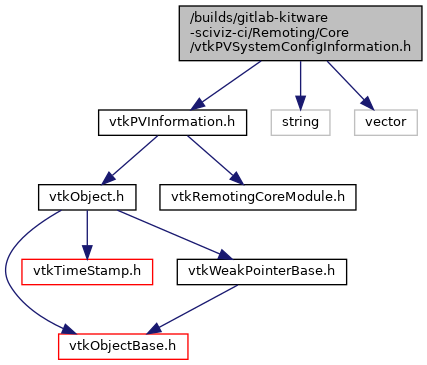 /builds/gitlab-kitware
-sciviz-ci/Remoting/Core
/vtkPVSystemConfigInformation.h
vtkPVInformation.h
string
vector
vtkObject.h
vtkRemotingCoreModule.h
vtkTimeStamp.h
vtkWeakPointerBase.h
vtkObjectBase.h